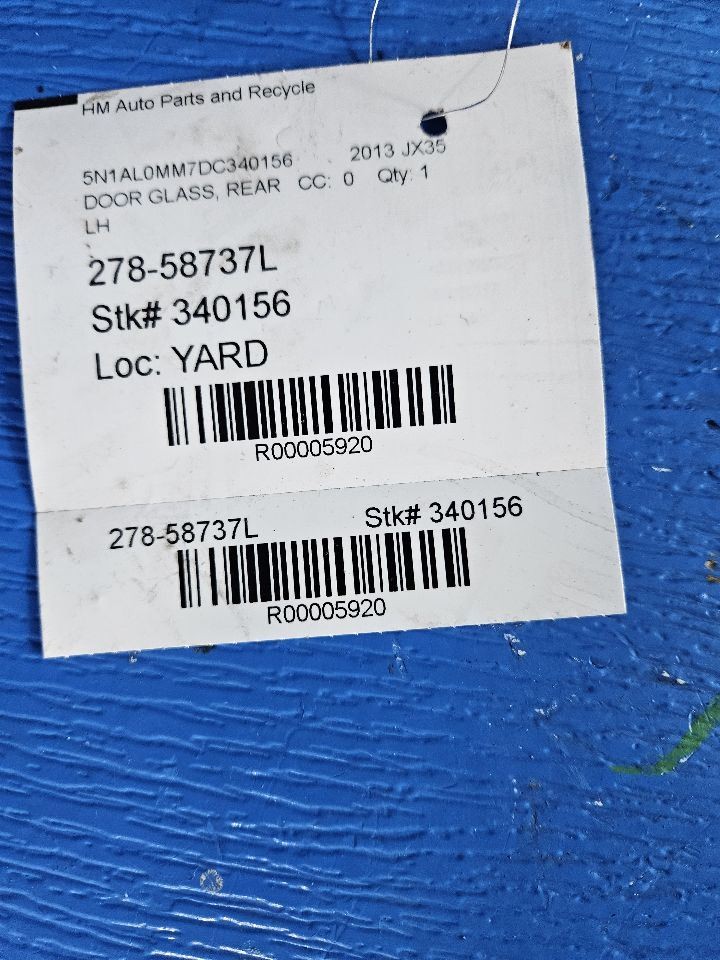 HM Auto Parts and Recycle
5N1AL0MM7DC340156 2013 JX35
DOOR GLASS, REAR CC: 0 Qty: 1
LH
278-58737L
Stk# 340156
Loc: YARD
R00005920
278-58737L Stk# 340156
R00005920